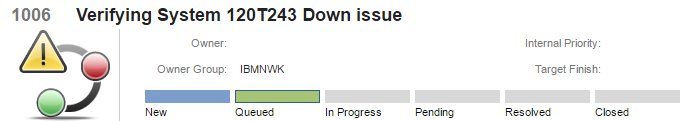 1006 Verifying System 120T243 Down issue
Owner: Internal Priority:
Owner Group: IBMNWK Target Finish:
New Queued In Progress Pending Resolved Closed